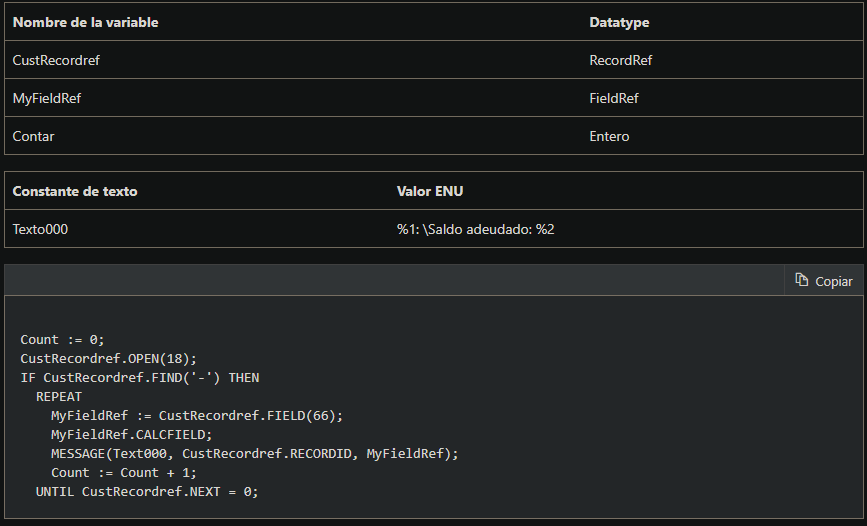 Nombre de la variable Datatype
CustRecordref RecordRef
MyFieldRef FieldRef
Contar Entero
Constante de texto Valor ENU
Texto000 %1: \Saldo adeudado: %2
Copiar
Count := 0;
CustRecordref.OPEN(18);
IF CustRecordref.FIND('-') THEN
  REPEAT
    MyFieldRef := CustRecordref.FIELD(66);
    MyFieldRef.CALCFIELD;
    MESSAGE(Text000, CustRecordref.RECORDID, MyFieldRef);
    Count := Count + 1;
  UNTIL CustRecordref.NEXT = 0;